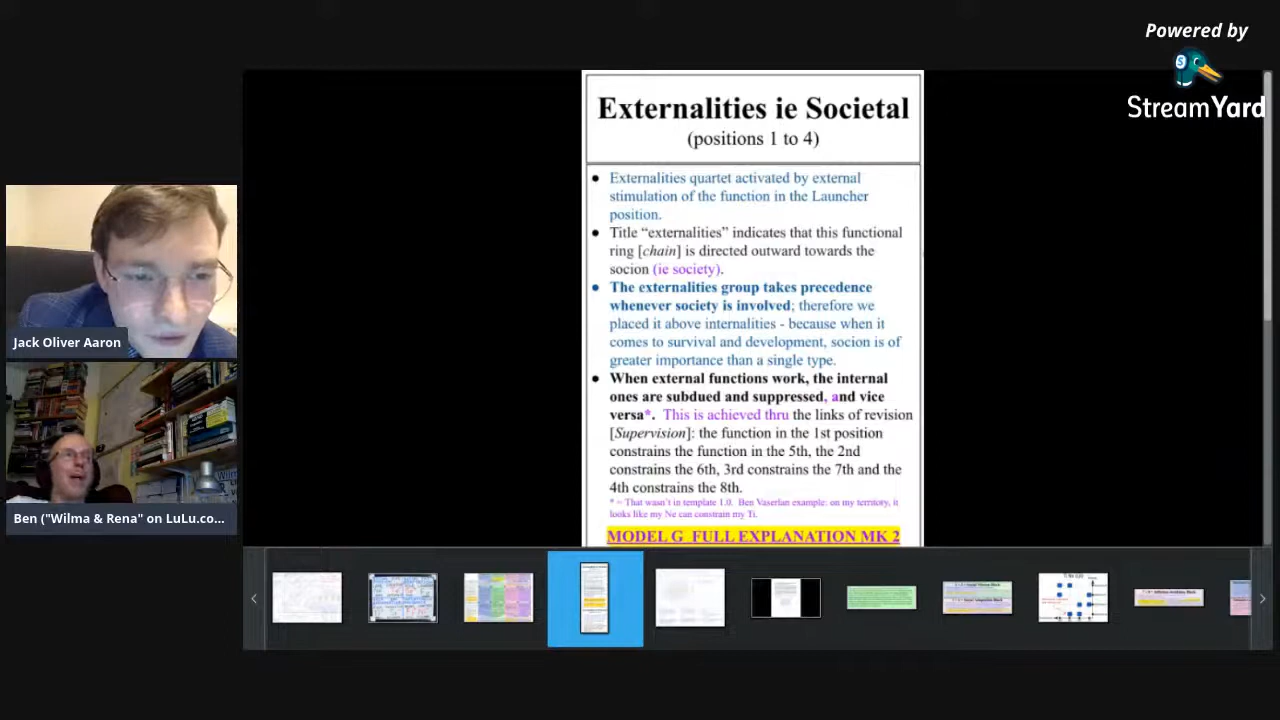 Powered by
StreamYard
Externalities ie Societal
(positions 1 to 4)
Externalities quartet activated by external
stimulation of the function in the Launcher
position.
Title “externalities” indicates that this functional
ring [chain] is directed outward towards the
socion (ie society).
The externalities group takes precedence
whenever society is involved; therefore we
placed it above internalities - because when it
comes to survival and development, socion is of
greater importance than a single type.
When external functions work, the internal
ones are subdued and suppressed, and vice
versa*. This is achieved thru the links of revision
[Supervision]: the function in the 1st position
constrains the function in the 5th, the 2nd
constrains the 6th, 3rd constrains the 7th and the
4th constrains the 8th.
* = That wasn't in template 1.0. Ben Vaserlan example: on my territory, it
looks like my Ne can constrain my Ti.
MODEL G FULL EXPLANATION MK 2
Jack Oliver Aaron
Ben ("Wilma & Rena" on LuLu.co...